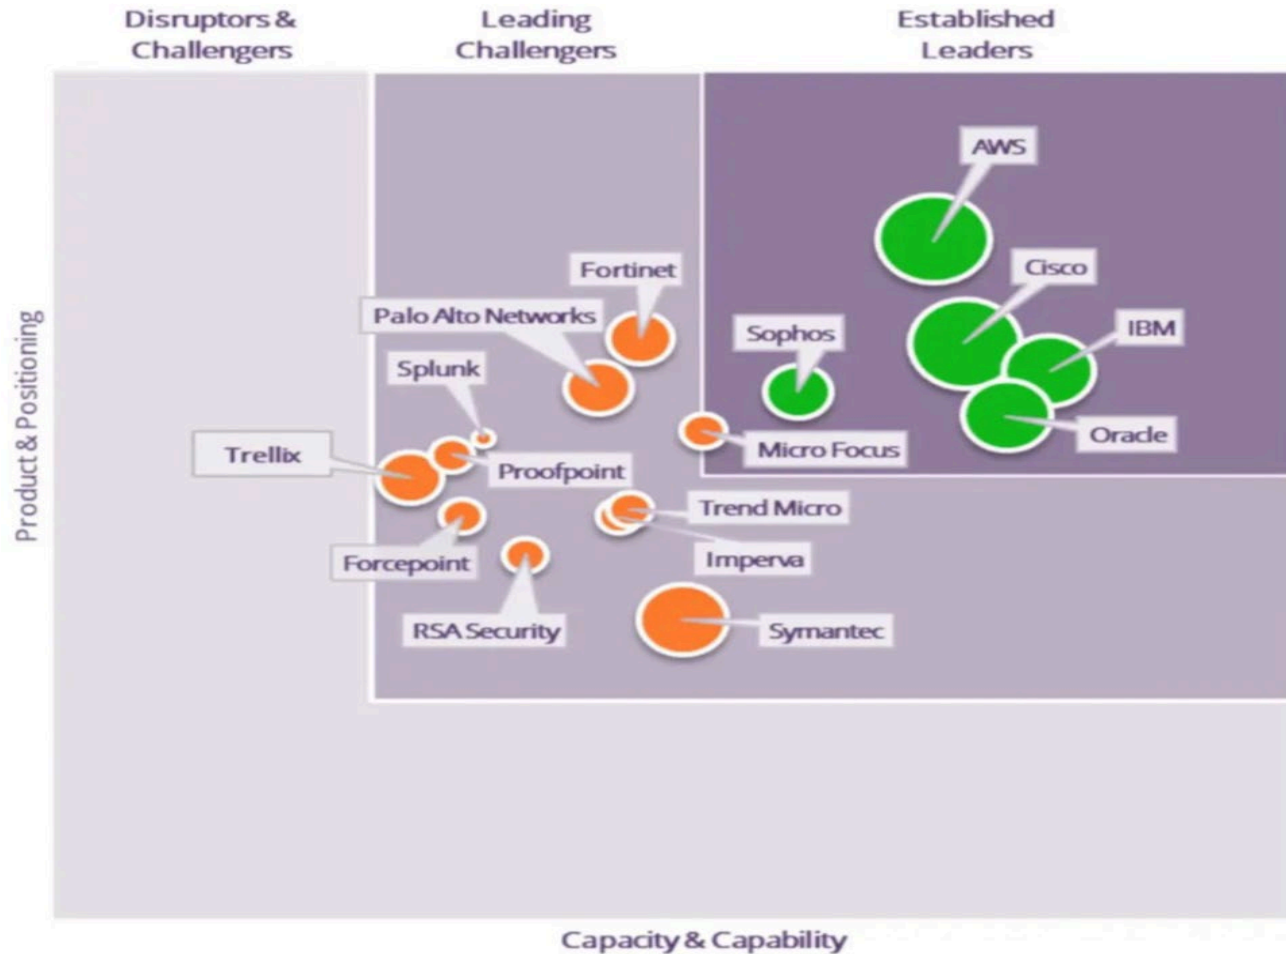 Disruptors &
Challengers
Leading
Challengers
Established
Leaders
AWS
Cisco
Fortinet
Palo Alto Networks
Sophos
IBM
Splunk
Oracle
Micro Focus
Trellix
Proofpoint
Trend Micro
Imperva
Forcepoint
RSA Security
Symantec
Product & Positioning
Capacity & Capability